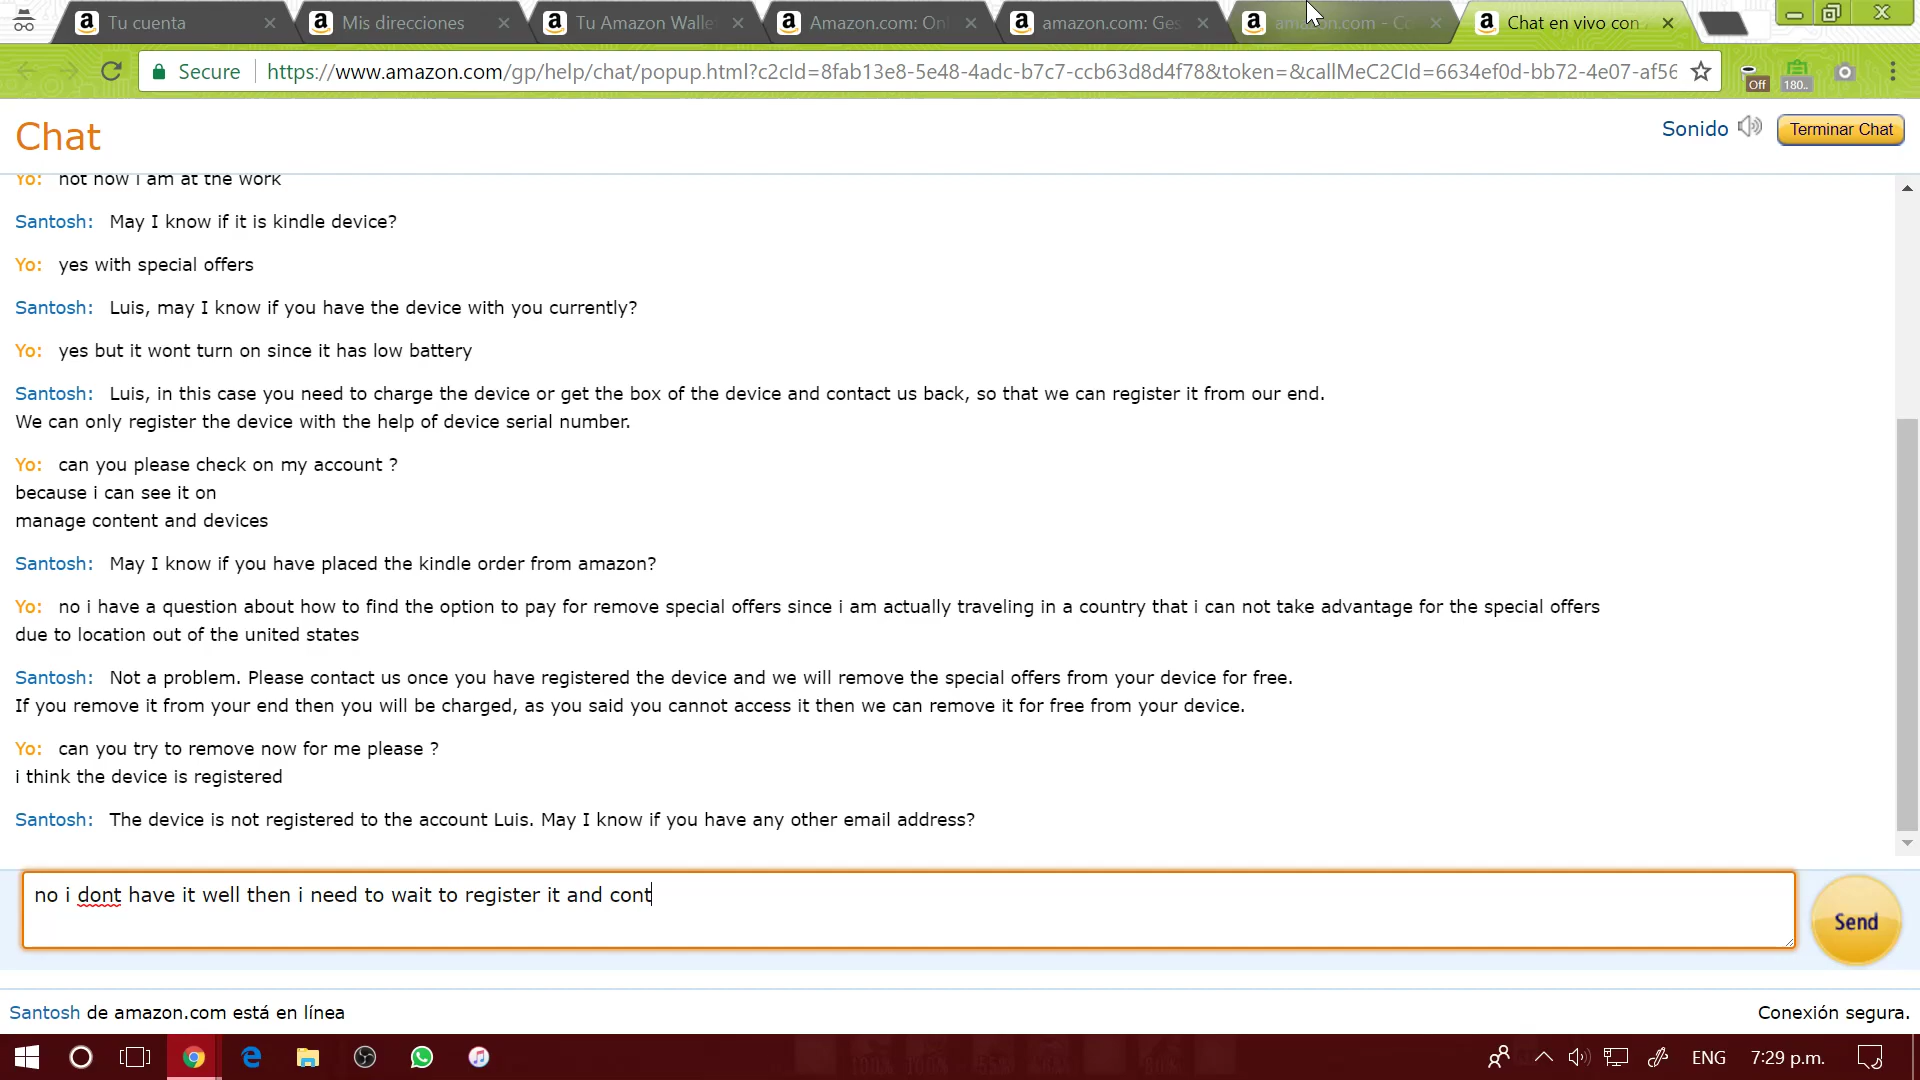 Tu cuenta
Mis direcciones
Tu Amazon Walle
Amazon.com: Onl
amazon.com: Ges
amazon.com - Co
Chat en vivo con
Secure https://www.amazon.com/gp/help/chat/popup.html?c2cId=8fab13e8-5e48-4adc-b7c7-ccb63d8d4f78&token=&callMeC2CId=6634ef0d-bb72-4e07-af56
Off
180..
Chat
Sonido
Terminar Chat
Yo: not now i am at the work
Santosh: May I know if it is kindle device?
Yo: yes with special offers
Santosh: Luis, may I know if you have the device with you currently?
Yo: yes but it wont turn on since it has low battery
Santosh: Luis, in this case you need to charge the device or get the box of the device and contact us back, so that we can register it from our end.
We can only register the device with the help of device serial number.
Yo: can you please check on my account ?
because i can see it on
manage content and devices
Santosh: May I know if you have placed the kindle order from amazon?
Yo: no i have a question about how to find the option to pay for remove special offers since i am actually traveling in a country that i can not take advantage for the special offers
due to location out of the united states
Santosh: Not a problem. Please contact us once you have registered the device and we will remove the special offers from your device for free.
If you remove it from your end then you will be charged, as you said you cannot access it then we can remove it for free from your device.
Yo: can you try to remove now for me please ?
i think the device is registered
Santosh: The device is not registered to the account Luis. May I know if you have any other email address?
no i dont have it well then i need to wait to register it and cont
Send
Santosh de amazon.com está en línea
Conexión segura.
ENG
7:29 p.m.